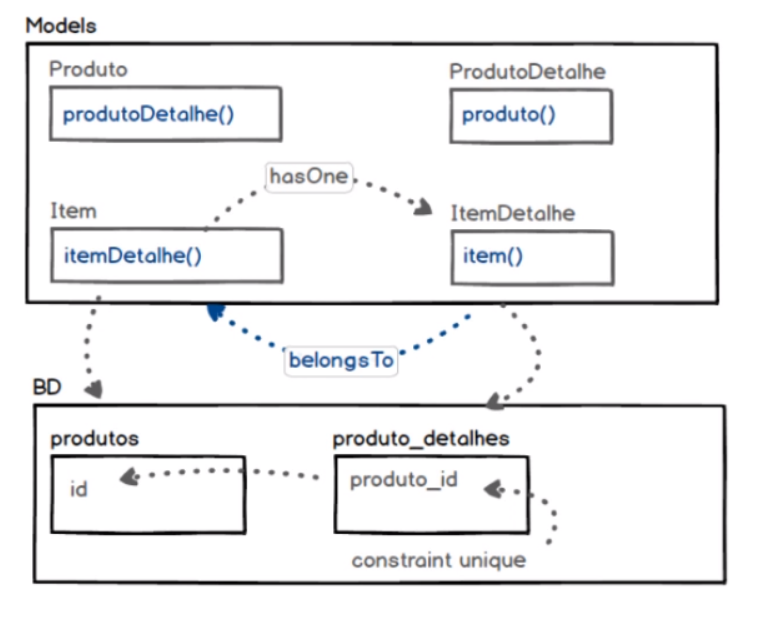 Models
Produto
ProdutoDetalhe
produtoDetalhe()
produto()
hasOne
Item
ItemDetalhe
itemDetalhe()
item()
belongsTo
BD
produtos
produto_detalhes
id
produto_id
constraint unique